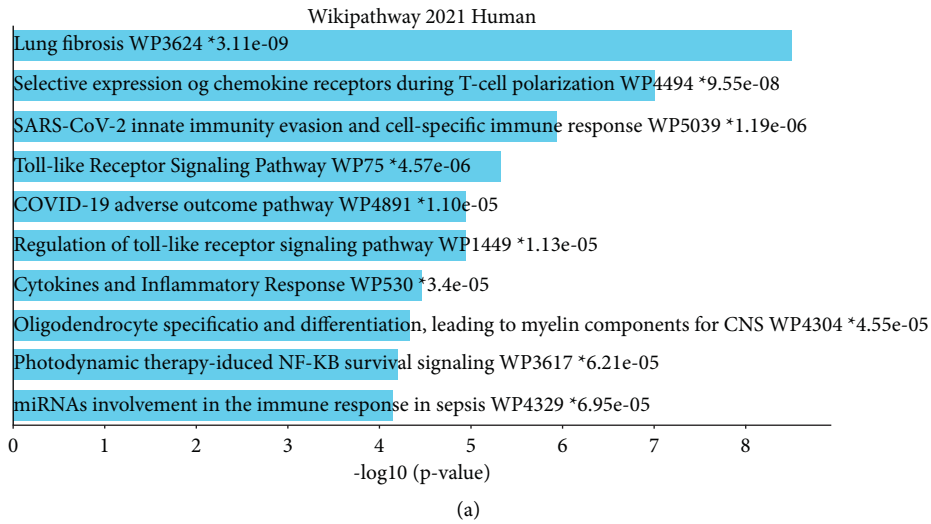 Wikipathway 2021 Human
Lung fibrosis WP3624 *3.11e-09
Selective expression og chemokine receptors during T-cell polarization WP4494 *9.55e-08
SARS-CoV-2 innate immunity evasion and cell-specific immune response WP5039 *1.19e-06
Toll-like Receptor Signaling Pathway WP75 *4.57e-06
COVID-19 adverse outcome pathway WP4891 *1.10e-05
Regulation of toll-like receptor signaling pathway WP1449 *1.13e-05
Cytokines and Inflammatory Response WP530 *3.4e-05
Oligodendrocyte specificatio and differentiation, leading to myelin components for CNS WP4304 *4.55e-05
Photodynamic therapy-iduced NF-KB survival signaling WP3617 *6.21e-05
miRNAs involvement in the immune response in sepsis WP4329 *6.95e-05
0 1 2 3 4 5 6 7 8
-log10 (p-value)
(a)